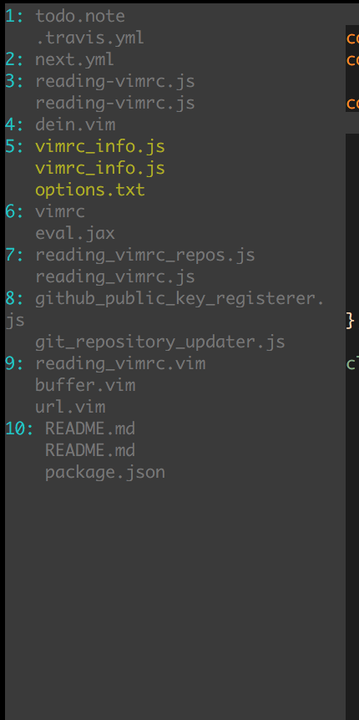 1: todo.note
.travis.yml
co
2: next.yml
co
3: reading-vimrc.js
reading-vimrc.js
co
4: dein.vim
5: vimrc_info.js
vimrc_info.js
options.txt
6: vimrc
eval.jax
7: reading_vimrc_repos.js
reading_vimrc.js
8: github_public_key_registerer.
js
}
git_repository_updater.js
9: reading_vimrc.vim
cl
buffer.vim
url.vim
10: README.md
README.md
package.json